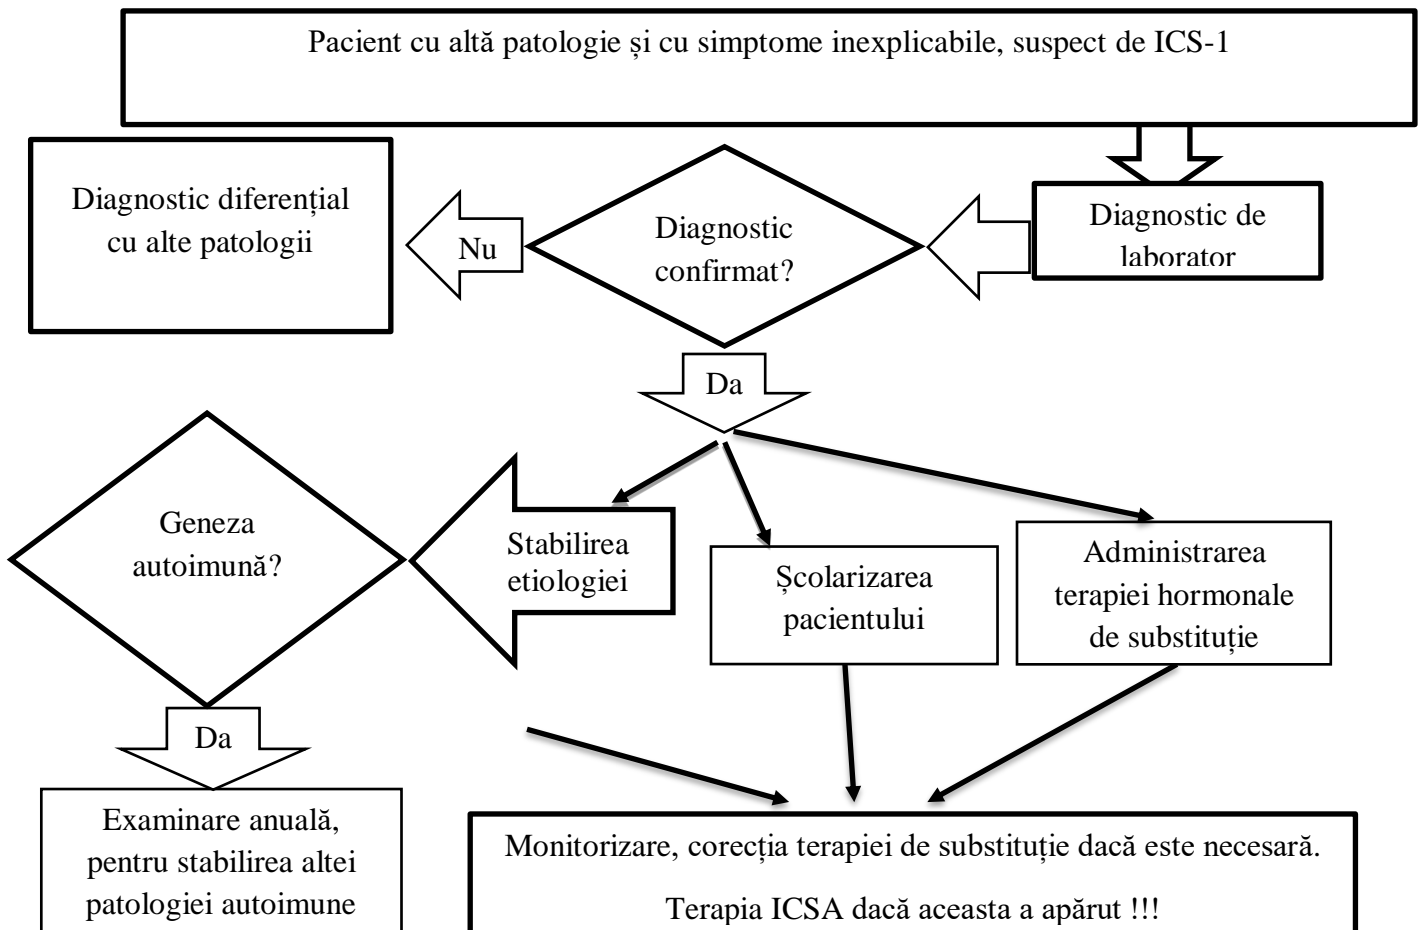 Pacient cu altă patologie și cu simptome inexplicabile, suspect de ICS-1
Diagnostic diferențial
cu alte patologii
Nu
Diagnostic
confirmat?
Diagnostic de
laborator
Da
Geneza
autoimună?
Stabilirea
etiologiei
Școlarizarea
pacientului
Administrarea
terapiei hormonale
de substituție
Da
Examinare anuală,
pentru stabilirea altei
patologiei autoimune
Monitorizare, corecția terapiei de substituție dacă este necesară.
Terapia ICSA dacă aceasta a apărut !!!